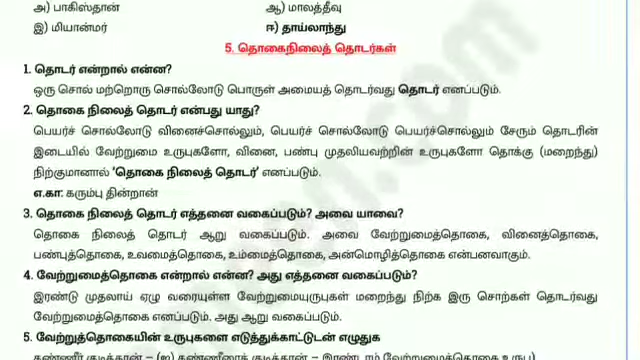 அ) பாகிஸ்தான் ஆ) மாலத்தீவு
இ) மியான்மர் ஈ) தாய்லாந்து
5. தொகைநிலைத் தொடர்கள்
1. தொடர் என்றால் என்ன?
ஒரு சொல் மற்றொரு சொல்லோடு பொருள் அமையத் தொடர்வது தொடர் எனப்படும்.
2. தொகை நிலைத் தொடர் என்பது யாது?
பெயர்ச் சொல்லோடு வினைச்சொல்லும், பெயர்ச் சொல்லோடு பெயர்ச்சொல்லும் சேரும் தொடரின்
இடையில் வேற்றுமை உருபுகளோ, வினை, பண்பு முதலியவற்றின் உருபுகளோ தொக்கு (மறைந்து)
நிற்குமானால் 'தொகை நிலைத் தொடர்' எனப்படும்.
எ.கா: கரும்பு தின்றான்
3. தொகை நிலைத் தொடர் எத்தனை வகைப்படும்? அவை யாவை?
தொகை நிலைத் தொடர் ஆறு வகைப்படும். அவை வேற்றுமைத்தொகை, வினைத்தொகை,
பண்புத்தொகை, உவமைத்தொகை, உம்மைத்தொகை, அன்மொழித்தொகை என்பனவாகும்.
4. வேற்றுமைத்தொகை என்றால் என்ன? அது எத்தனை வகைப்படும்?
இரண்டு முதலாய் ஏழு வரையுள்ள வேற்றுமையுருபுகள் மறைந்து நிற்க இரு சொற்கள் தொடர்வது
வேற்றுமைத்தொகை எனப்படும். அது ஆறு வகைப்படும்.
5. வேற்றுத்தொகையின் உருபுகளை எடுத்துக்காட்டுடன் எழுதுக